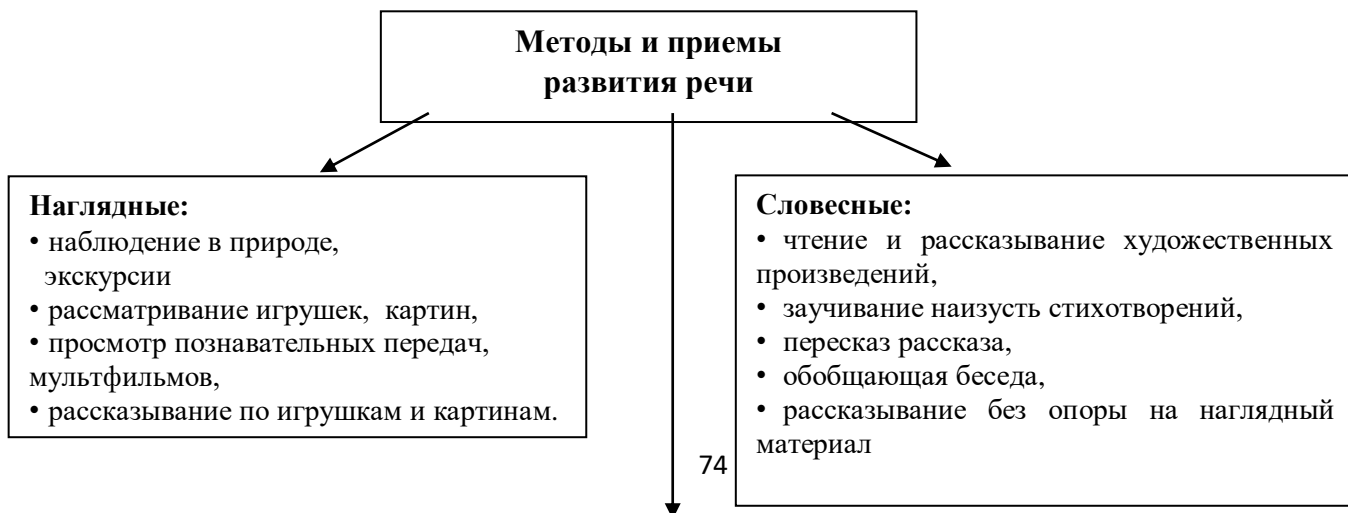 Методы и приемы
развития речи
Наглядные:
• наблюдение в природе,
экскурсии
• рассматривание игрушек, картин,
• просмотр познавательных передач,
мультфильмов,
• рассказывание по игрушкам и картинам.
Словесные:
• чтение и рассказывание художественных
произведений,
• заучивание наизусть стихотворений,
• пересказ рассказа,
• обобщающая беседа,
• рассказывание без опоры на наглядный
материал
74